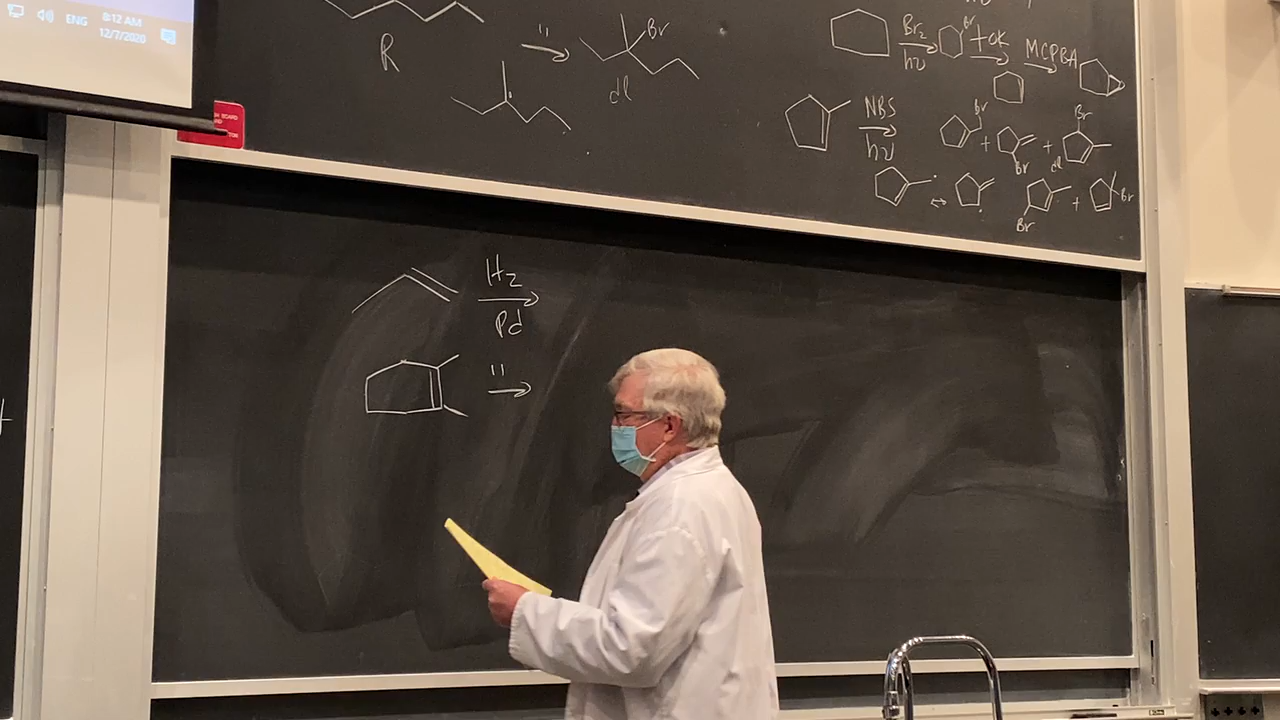 ENG
8:12 AM
12/7/2020
R
"
Br
dl
Br2
hν
Br
+OK
MCPBA
NBS
hν
Br
+
Br
+
Br
dl
Br
+
Br
H2
Pd
"